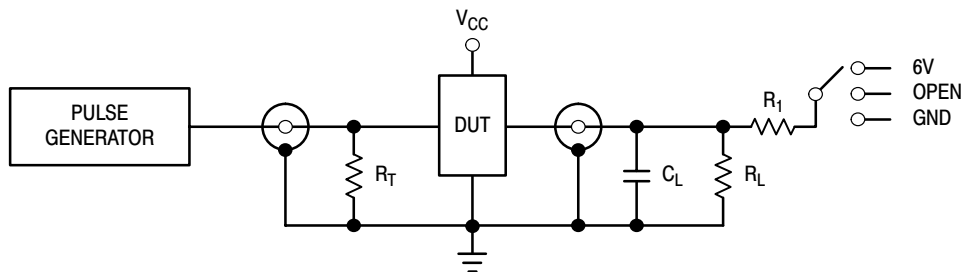 V_CC
6V
PULSE
GENERATOR
DUT
R_1
OPEN
GND
R_T
C_L
R_L